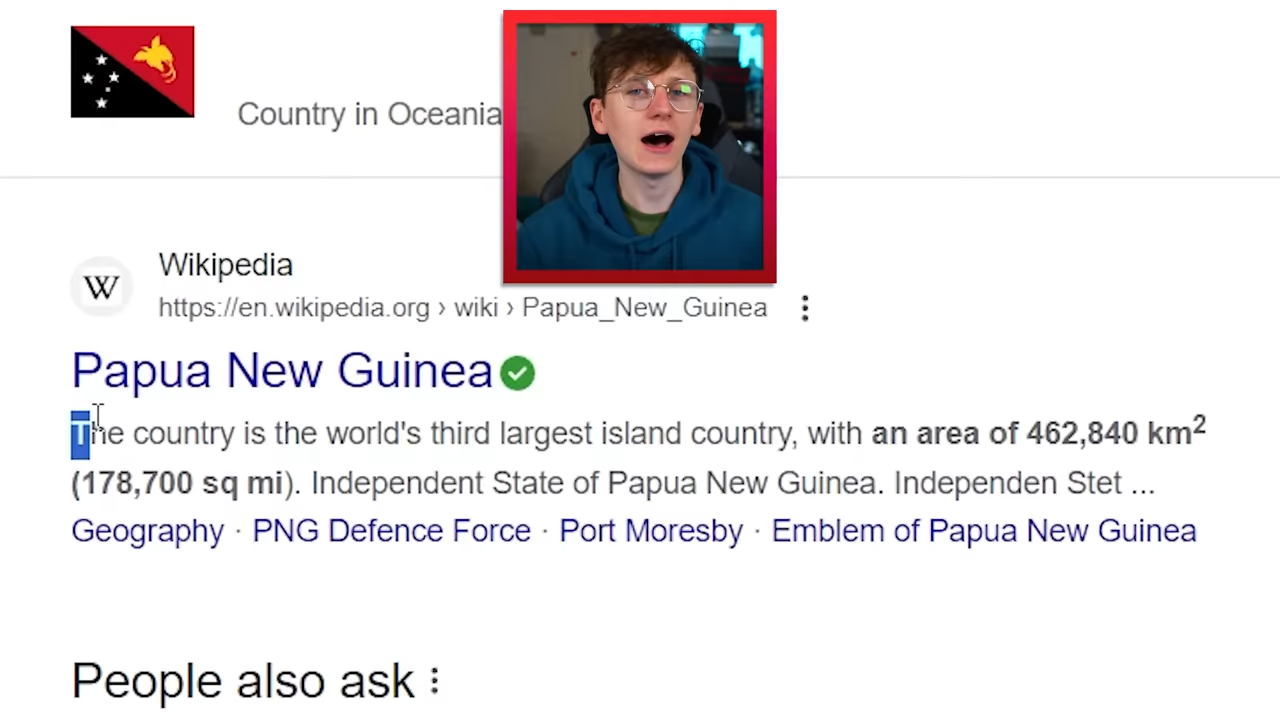 Country in Oceania
W
Wikipedia
https://en.wikipedia.org › wiki › Papua_New_Guinea
Papua New Guinea
The country is the world's third largest island country, with an area of 462,840 km²
(178,700 sq mi). Independent State of Papua New Guinea. Independen Stet ...
Geography · PNG Defence Force · Port Moresby · Emblem of Papua New Guinea
People also ask